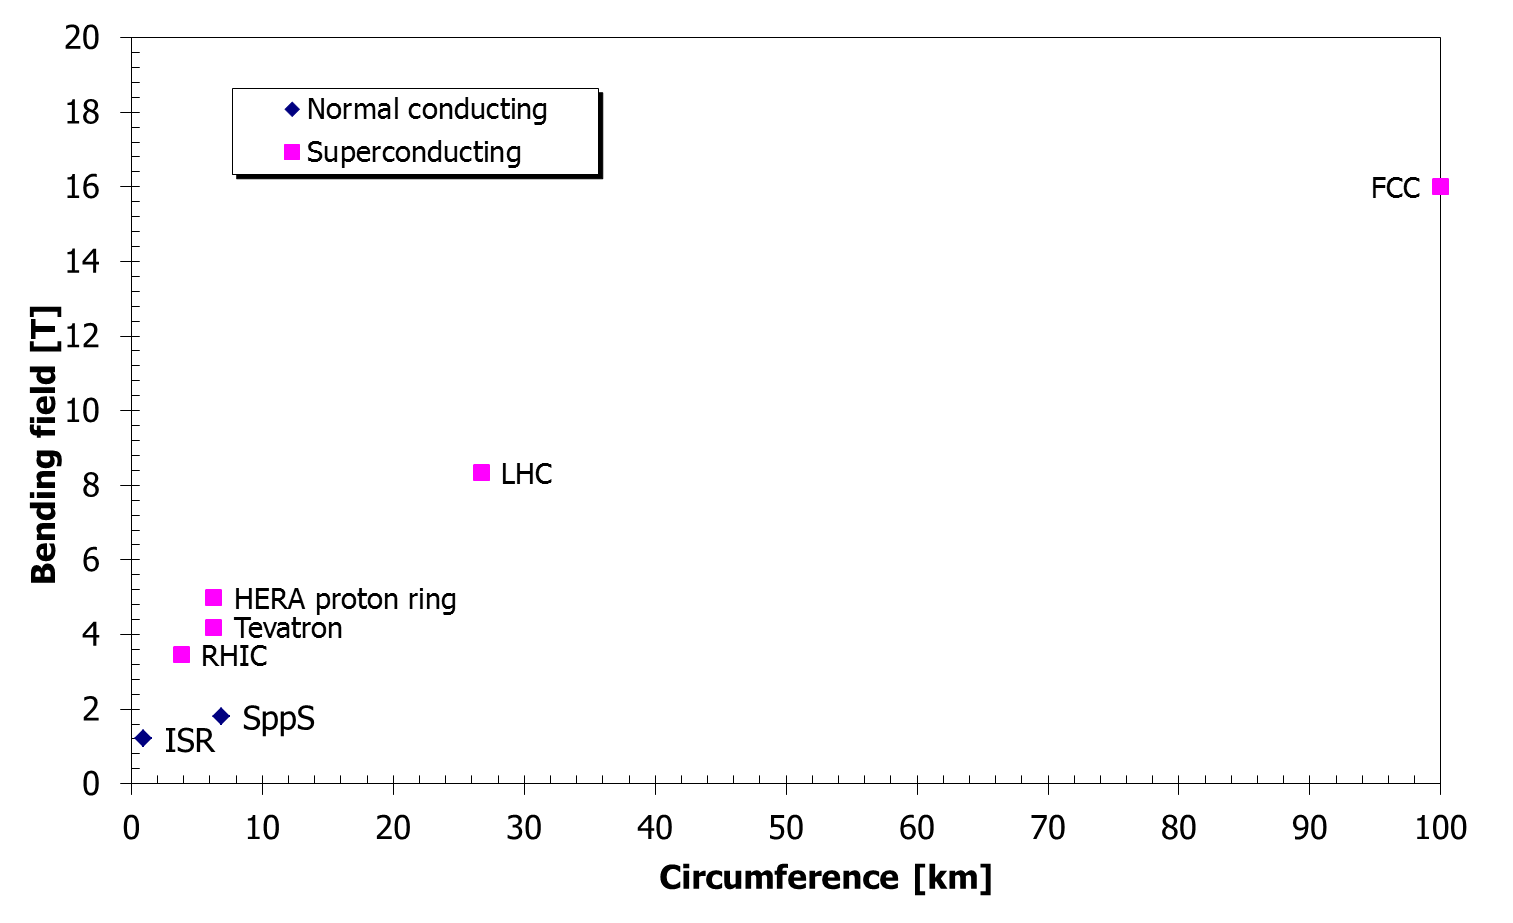 20
Normal conducting
18
Superconducting
16
FCC
14
12
10
LHC
8
6
HERA proton ring
Tevatron
4
RHIC
2
SppS
ISR
0
0 10 20 30 40 50 60 70 80 90 100
Bending field [T]
Circumference [km]